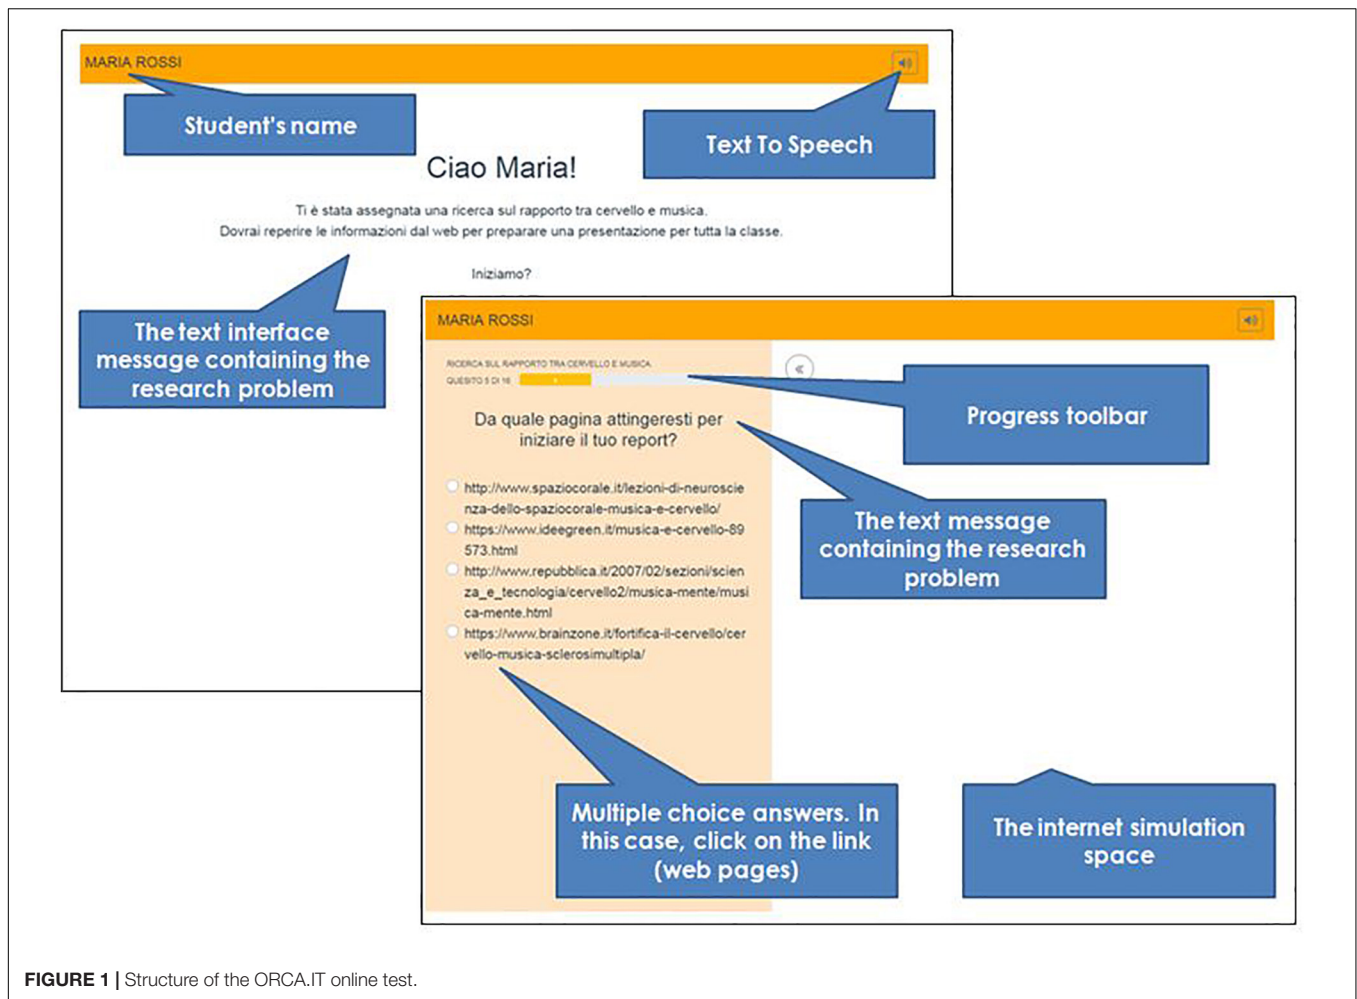 MARIA ROSSI
Student's name
Text To Speech
Ciao Maria!
Ti è stata assegnata una ricerca sul rapporto tra cervello e musica.
Dovrai reperire le informazioni dal web per preparare una presentazione per tutta la classe.
Iniziamo?
The text interface
message containing the
research problem
MARIA ROSSI
RICERCA SUL RAPPORTO TRA CERVELLO E MUSICA
QUESITO 5 DI 16
Progress toolbar
Da quale pagina attingeresti per
iniziare il tuo report?
http://www.spaziocorale.it/lezioni-di-neuroscie
nza-dello-spaziocorale-musica-e-cervello/
https://www.ideegreen.it/musica-e-cervello-89
573.html
http://www.repubblica.it/2007/02/sezioni/scien
za_e_tecnologia/cervello2/musica-mente/musi
ca-mente.html
https://www.brainzone.it/fortifica-il-cervello/cer
vello-musica-sclerosimultipla/
The text message
containing the research
problem
Multiple choice answers. In
this case, click on the link
(web pages)
The internet simulation
space
FIGURE 1 | Structure of the ORCA.IT online test.